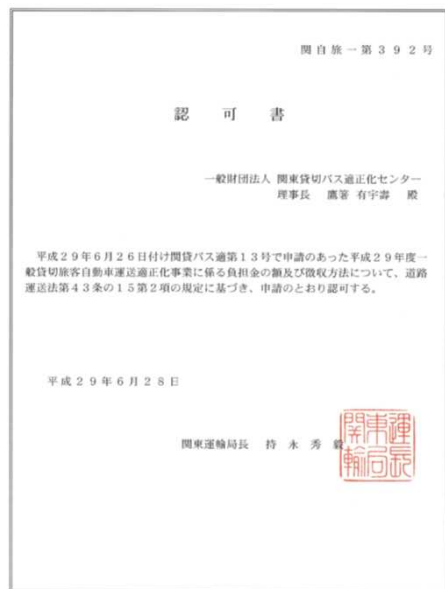 関自旅一第392号
認可書
一般財団法人 関東貸切バス適正化センター
理事長 鷹箸 有宇壽 殿
平成29年6月26日付け関貸バス適第13号で申請のあった平成29年度一
般貸切旅客自動車運送適正化事業に係る負担金の額及び徴収方法について、道路
運送法第43条の15第2項の規定に基づき、申請のとおり認可する。
平成29年6月28日
関東運輸局長 持永秀毅
関東運輸局長